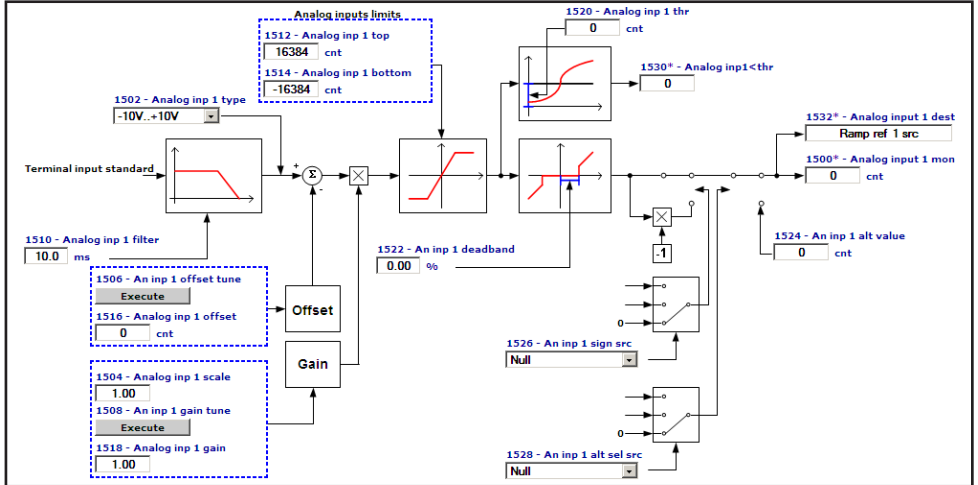 Analog inputs limits
1512 - Analog inp 1 top
16384 cnt
1514 - Analog inp 1 bottom
-16384 cnt
1520 - Analog inp 1 thr
0 cnt
1530* - Analog inp1<thr
0
1502 - Analog inp 1 type
-10V..+10V
1532* - Analog input 1 dest
Ramp ref 1 src
Terminal input standard
+
Σ
-
×
1500* - Analog input 1 mon
0 cnt
1510 - Analog inp 1 filter
10.0 ms
1522 - An inp 1 deadband
0.00 %
×
-1
1524 - An inp 1 alt value
0 cnt
1506 - An inp 1 offset tune
Execute
1516 - Analog inp 1 offset
0 cnt
Offset
0
1526 - An inp 1 sign src
Null
Gain
1504 - Analog inp 1 scale
1.00
1508 - An inp 1 gain tune
Execute
1518 - Analog inp 1 gain
1.00
0
1528 - An inp 1 alt sel src
Null